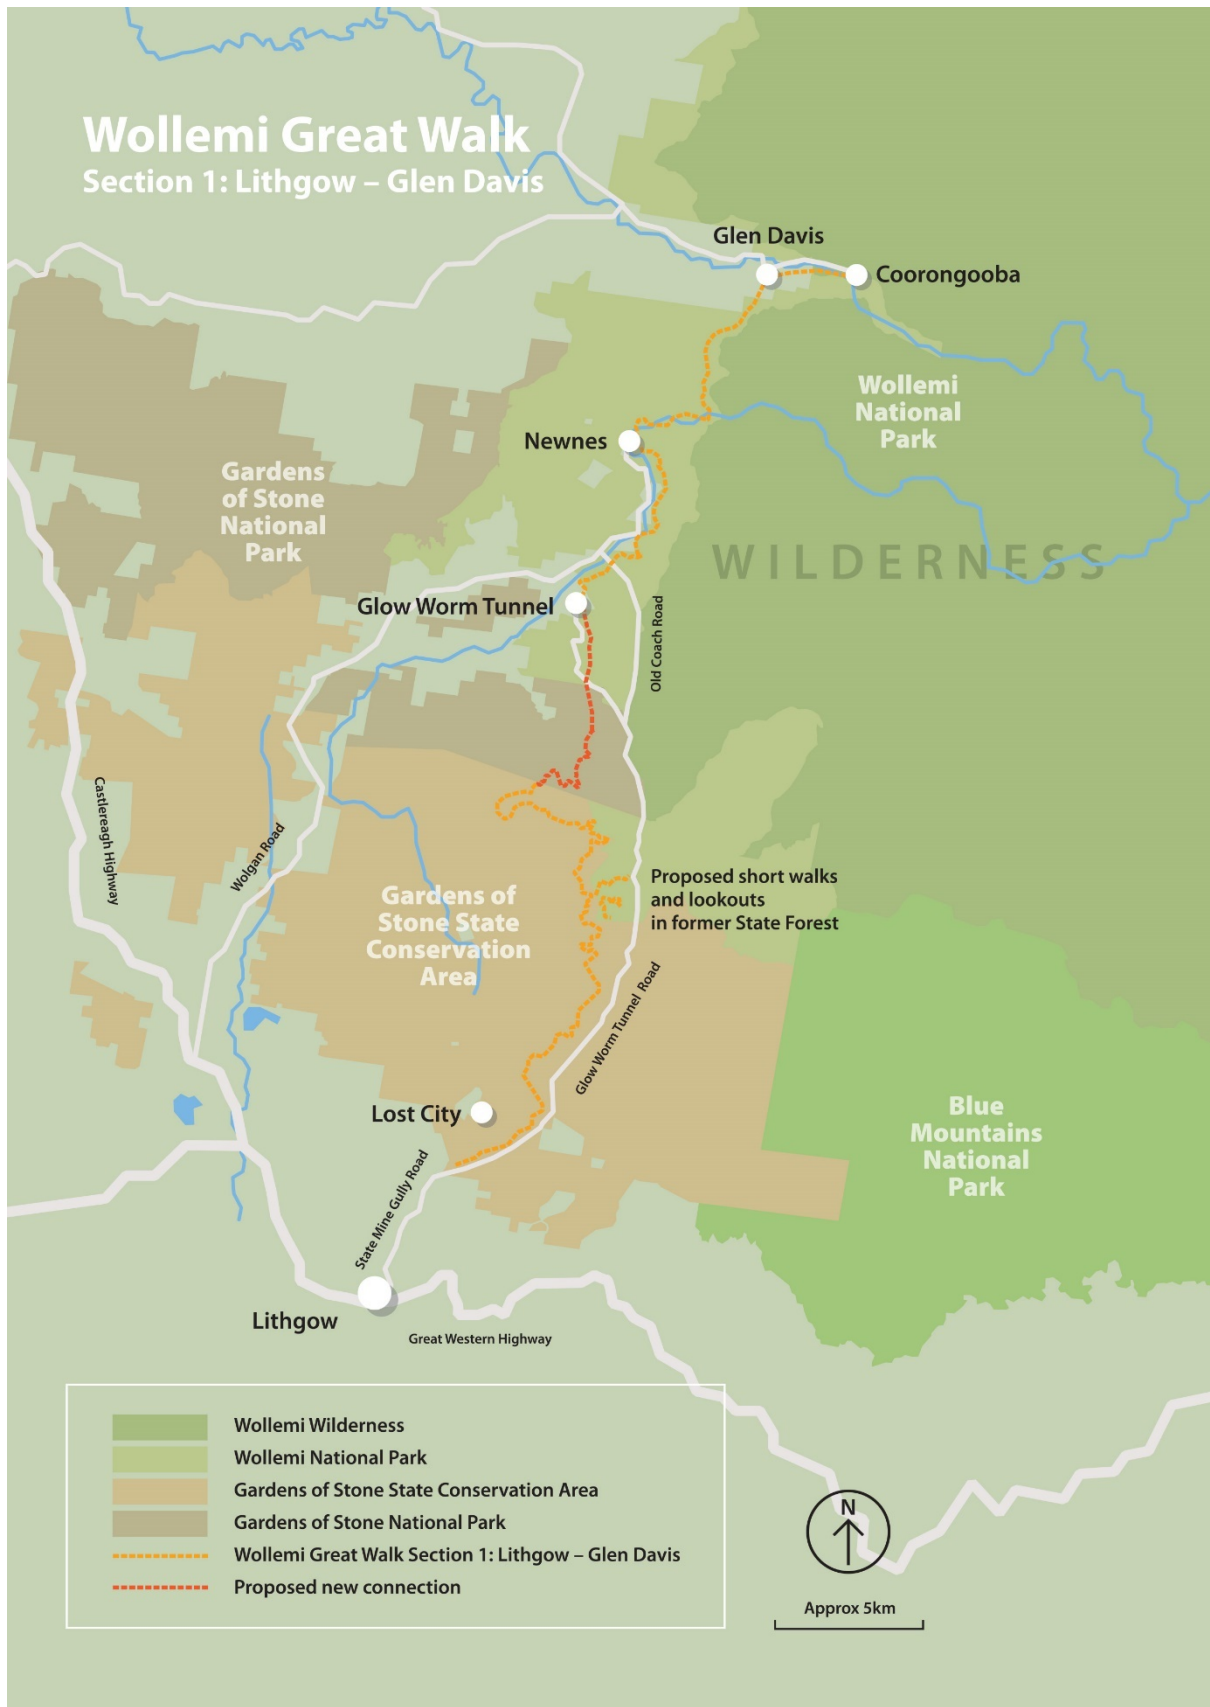 Wollemi Great Walk
Section 1: Lithgow – Glen Davis
Glen Davis
Coorongooba
Wollemi
National
Park
Newnes
Gardens
of Stone
National
Park
WILDERNESS
Glow Worm Tunnel
Old Coach Road
Castlereagh Highway
Wolgan Road
Proposed short walks
and lookouts
in former State Forest
Gardens of
Stone State
Conservation
Area
Glow Worm Tunnel Road
Lost City
Blue
Mountains
National
Park
State Mine Gully Road
Lithgow
Great Western Highway
Wollemi Wilderness
Wollemi National Park
Gardens of Stone State Conservation Area
Gardens of Stone National Park
Wollemi Great Walk Section 1: Lithgow – Glen Davis
Proposed new connection
N
Approx 5km